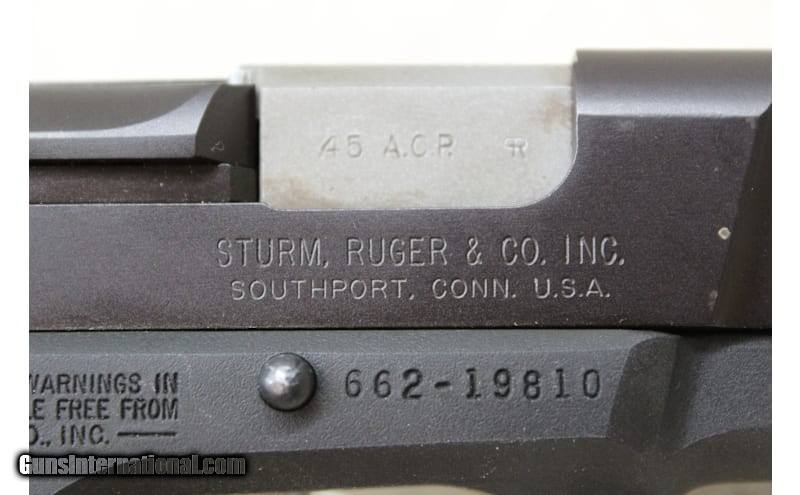 .45 A.C.P.
STURM, RUGER & CO. INC.
SOUTHPORT, CONN. U.S.A.
662-19810
WARNINGS IN
LE FREE FROM
O., INC.
GunsInternational.com